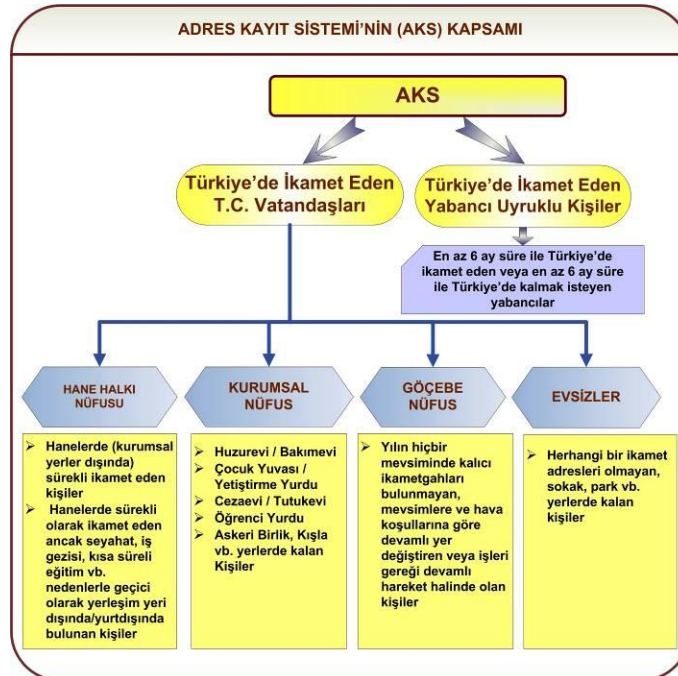 ADRES KAYIT SİSTEMİ'NİN (AKS) KAPSAMI
AKS
Türkiye'de İkamet Eden
T.C. Vatandaşları
Türkiye'de İkamet Eden
Yabancı Uyruklu Kişiler
En az 6 ay süre ile Türkiye'de
ikamet eden veya en az 6 ay süre
ile Türkiye'de kalmak isteyen
yabancılar
HANE HALKI
NÜFUSU
➢ Hanelerde (kurumsal
yerler dışında)
sürekli ikamet eden
kişiler
➢ Hanelerde sürekli
olarak ikamet eden
ancak seyahat, iş
gezisi, kısa süreli
eğitim vb.
nedenlerle geçici
olarak yerleşim yeri
dışında/yurtdışında
bulunan kişiler
KURUMSAL
NÜFUS
➢ Huzurevi / Bakımevi
➢ Çocuk Yuvası /
Yetiştirme Yurdu
➢ Cezaevi / Tutukevi
➢ Öğrenci Yurdu
➢ Askeri Birlik, Kışla
vb. yerlerde kalan
Kişiler
GÖÇEBE
NÜFUS
➢ Yılın hiçbir
mevsiminde kalıcı
ikametgahları
bulunmayan,
mevsimlere ve hava
koşullarına göre
devamlı yer
değiştiren veya işleri
gereği devamlı
hareket halinde olan
kişiler
EVSİZLER
➢ Herhangi bir ikamet
adresleri olmayan,
sokak, park vb.
yerlerde kalan
kişiler